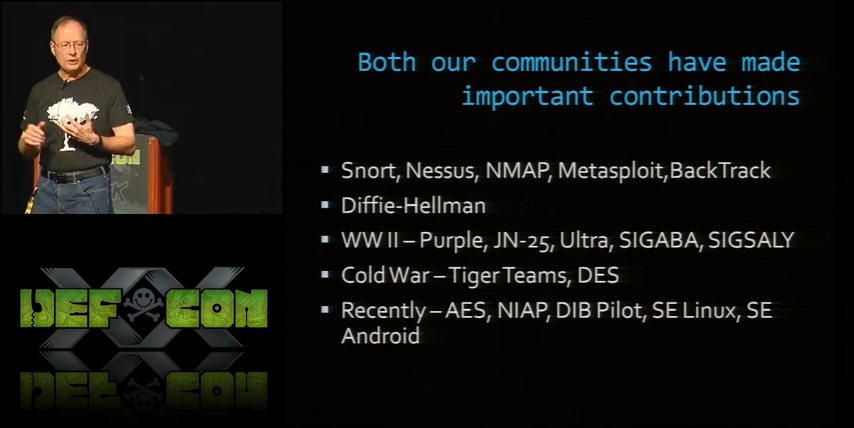 Both our communities have made
important contributions
Snort, Nessus, NMAP, Metasploit,BackTrack
Diffie-Hellman
WW II – Purple, JN-25, Ultra, SIGABA, SIGSALY
Cold War – Tiger Teams, DES
Recently – AES, NIAP, DIB Pilot, SE Linux, SE
Android
XX
DEF CON